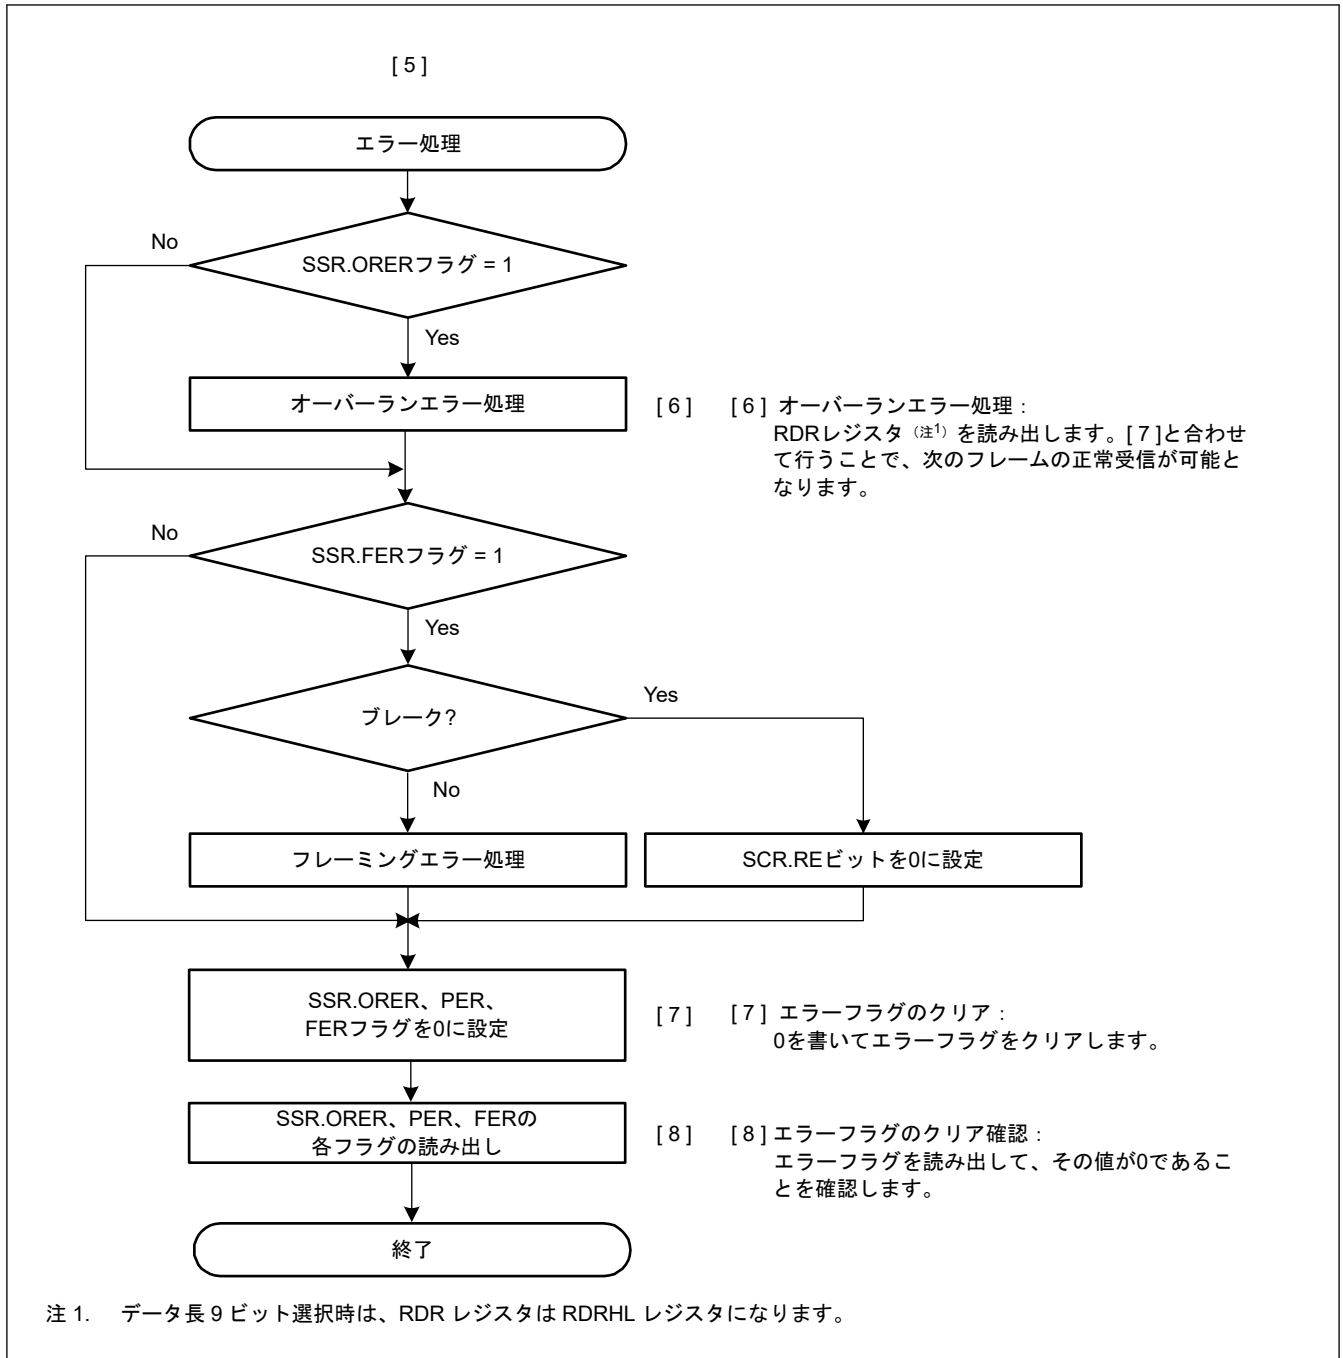 [ 5 ]
エラー処理
No
SSR.ORERフラグ = 1
Yes
オーバーランエラー処理
[ 6 ]
[ 6 ] オーバーランエラー処理：
RDRレジスタ（注1）を読み出します。[ 7 ]と合わせ
て行うことで、次のフレームの正常受信が可能と
なります。
No
SSR.FERフラグ = 1
Yes
ブレーク?
Yes
No
フレーミングエラー処理
SCR.REビットを0に設定
SSR.ORER、PER、
FERフラグを0に設定
[ 7 ]
[ 7 ] エラーフラグのクリア：
0を書いてエラーフラグをクリアします。
SSR.ORER、PER、FERの
各フラグの読み出し
[ 8 ]
[ 8 ] エラーフラグのクリア確認：
エラーフラグを読み出して、その値が0であるこ
とを確認します。
終了
注 1. データ長 9 ビット選択時は、RDR レジスタは RDRHL レジスタになります。